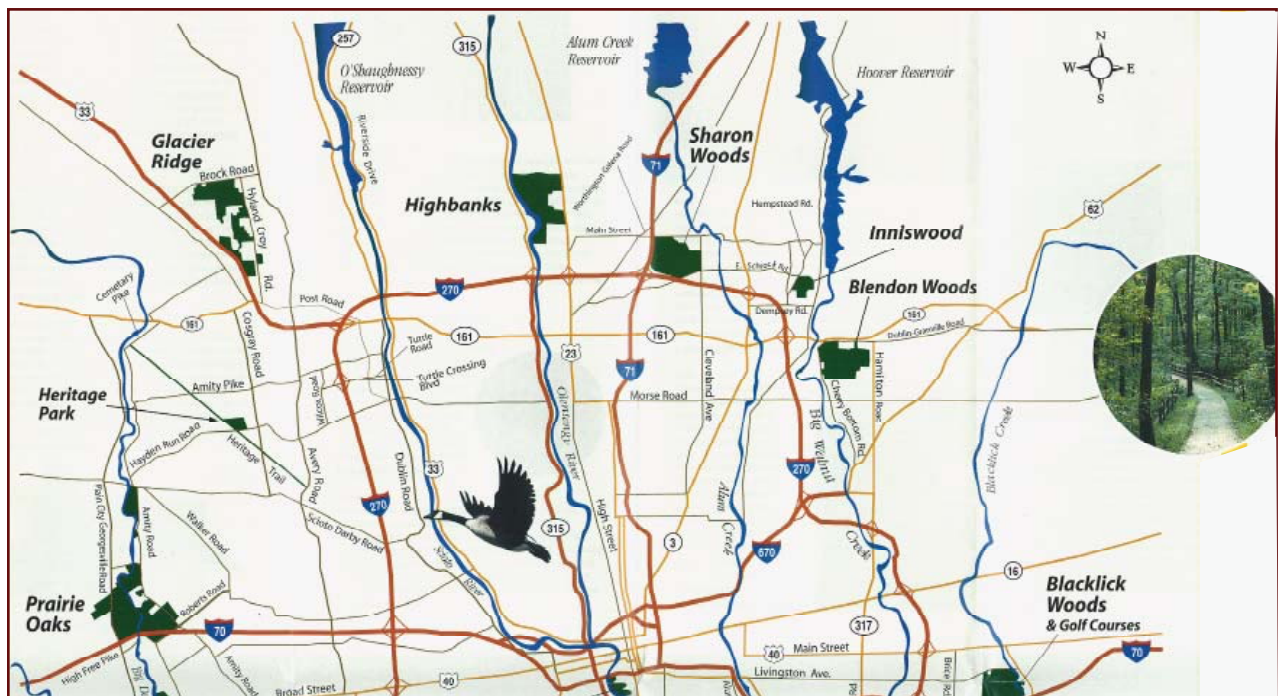 257
315
Alum Creek
Reservoir
O'Shaughnessy
Reservoir
Hoover Reservoir
N
W E
S
33
Glacier
Ridge
Brock Road
Hyland Croy
Rd.
Riverside Drive
Highbanks
Worthington Galena Road
Sharon
Woods
71
Main Street
Hempstead Rd.
62
Inniswood
E. Schrock Rd.
Blendon Woods
Cemetary
Pike
161
Post Road
270
Dempsey Rd.
161
Dublin-Granville Road
Cosgray Road
Tuttle
Road
161
23
161
Tuttle Crossing
Blvd
Amity Pike
71
Cleveland Ave
Hamilton Road
Heritage
Park
Morse Road
Cherry Bottom Rd.
Hayden Run Road
Heritage
Trail
Avery Road
Dublin Road
33
Olentangy River
Big Walnut
Creek
Blacklick Creek
270
270
Plain City Georgesville Road
Amity Road
Walker Road
Scioto Darby Road
High Street
315
3
Alum
Creek
670
Scioto River
16
Prairie
Oaks
Roberts Road
70
Blacklick
Woods
& Golf Courses
317
High Free Pike
Amity Road
40
Main Street
70
Broad Street
40
Livingston Ave.
Brice Rd.